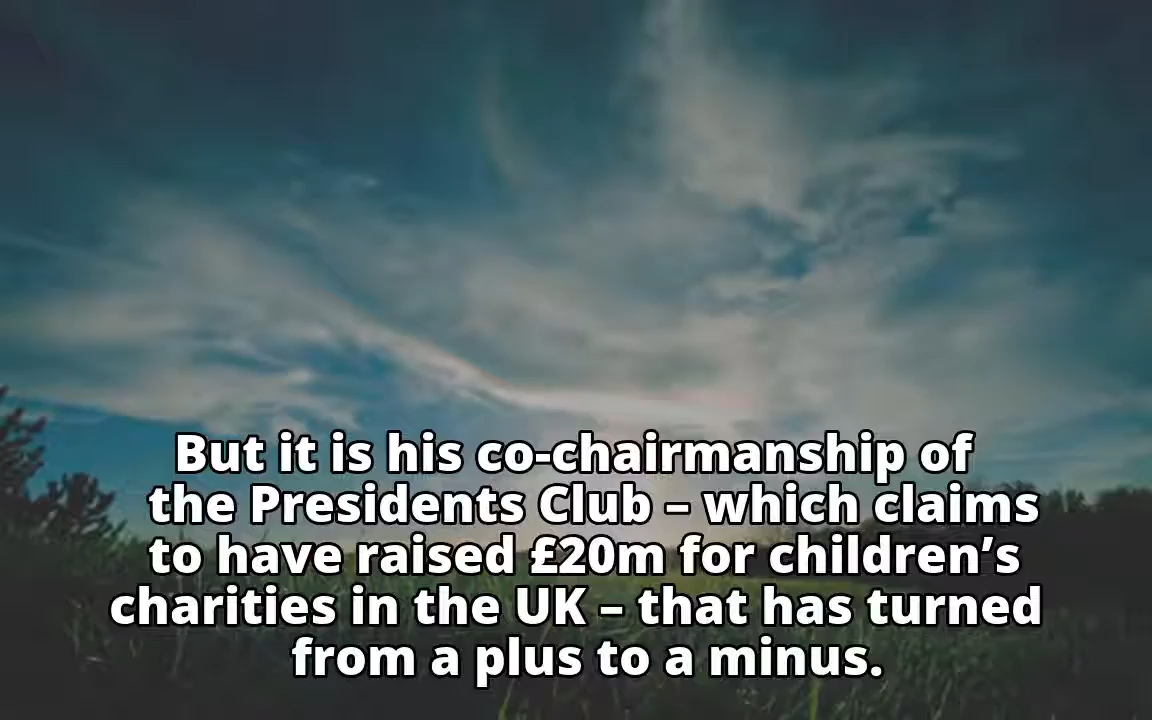 But it is his co-chairmanship of
the Presidents Club – which claims
to have raised £20m for children’s
charities in the UK – that has turned
from a plus to a minus.